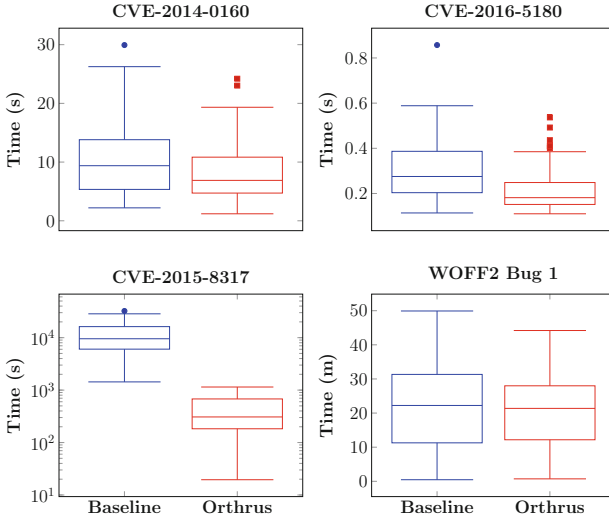 CVE-2014-0160
CVE-2016-5180
Time (s)
30
20
10
0
Time (s)
0.8
0.6
0.4
0.2
CVE-2015-8317
WOFF2 Bug 1
Time (s)
10^4
10^3
10^2
10^1
Time (m)
50
40
30
20
10
0
Baseline Orthrus
Baseline Orthrus